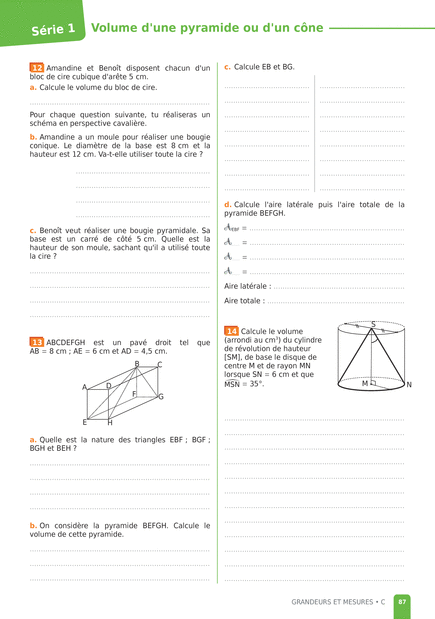 Série 1
Volume d'une pyramide ou d'un cône
12 Amandine et Benoît disposent chacun d'un
bloc de cire cubique d'arête 5 cm.
a. Calcule le volume du bloc de cire.
Pour chaque question suivante, tu réaliseras un
schéma en perspective cavalière.
b. Amandine a un moule pour réaliser une bougie
conique. Le diamètre de la base est 8 cm et la
hauteur est 12 cm. Va-t-elle utiliser toute la cire ?
c. Benoît veut réaliser une bougie pyramidale. Sa
base est un carré de côté 5 cm. Quelle est la
hauteur de son moule, sachant qu'il a utilisé toute
la cire ?
13 ABCDEFGH est un pavé droit tel que
AB = 8 cm ; AE = 6 cm et AD = 4,5 cm.
B C
A D
F G
E H
a. Quelle est la nature des triangles EBF ; BGF ;
BGH et BEH ?
b. On considère la pyramide BEFGH. Calcule le
volume de cette pyramide.
c. Calcule EB et BG.
d. Calcule l'aire latérale puis l'aire totale de la
pyramide BEFGH.
𝒜EBF =
𝒜 =
𝒜 =
𝒜 =
Aire latérale :
Aire totale :
14 Calcule le volume
(arrondi au cm³) du cylindre
de révolution de hauteur
[SM], de base le disque de
centre M et de rayon MN
lorsque SN = 6 cm et que
MSN = 35°.
S
M N
GRANDEURS ET MESURES • C 87